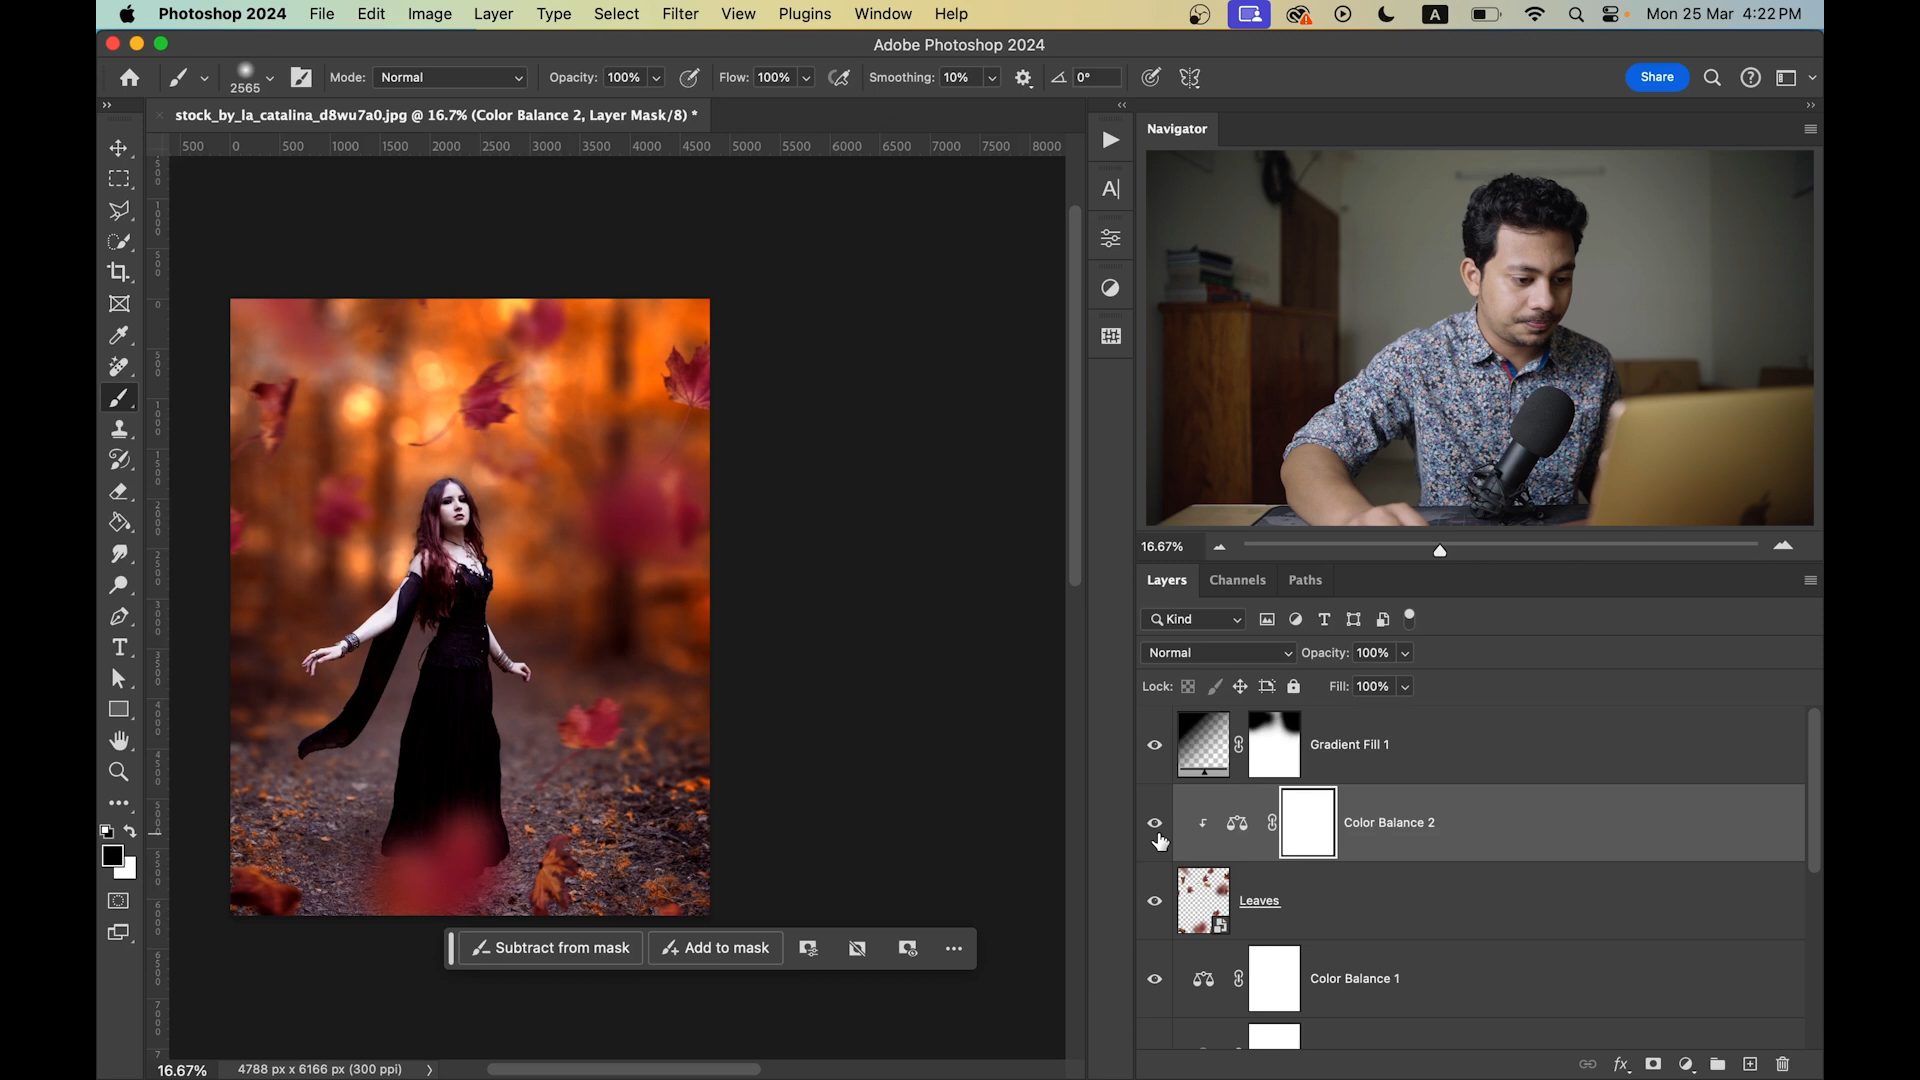 Photoshop 2024 File Edit Image Layer Type Select Filter View Plugins Window Help A Mon 25 Mar 4:22 PM
Adobe Photoshop 2024
2565 Mode: Normal Opacity: 100% Flow: 100% Smoothing: 10% 0° Share
stock_by_la_catalina_d8wu7a0.jpg @ 16.7% (Color Balance 2, Layer Mask/8) *
500 0 500 1000 1500 2000 2500 3000 3500 4000 4500 5000 5500 6000 6500 7000 7500 8000
Navigator
16.67%
Layers Channels Paths
Kind
Normal Opacity: 100%
Lock: Fill: 100%
Gradient Fill 1
Color Balance 2
Leaves
Color Balance 1
Subtract from mask Add to mask
16.67% 4788 px x 6166 px (300 ppi)
fx